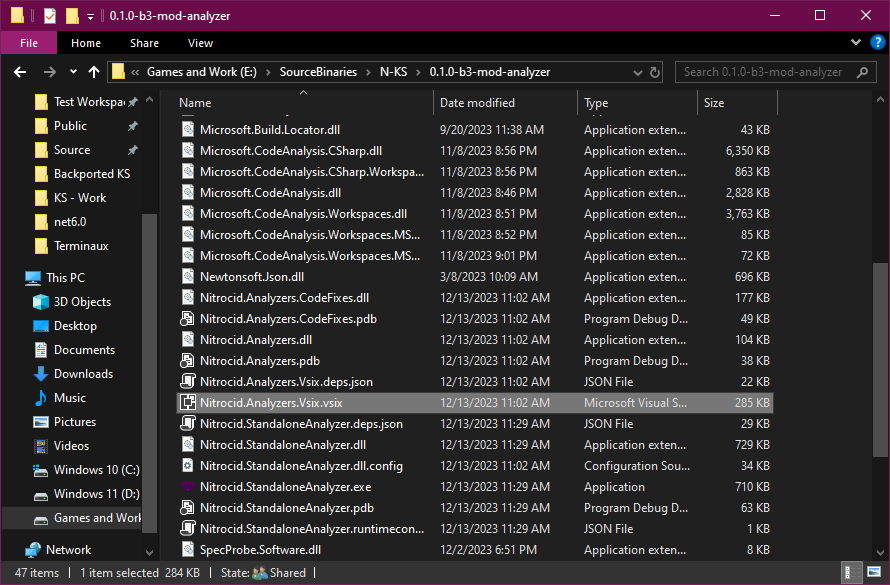 0.1.0-b3-mod-analyzer
File Home Share View
« Games and Work (E:) > SourceBinaries > N-KS > 0.1.0-b3-mod-analyzer
Search 0.1.0-b3-mod-analyzer
Test Workspa
Public
Source
Backported KS
KS - Work
net6.0
Terminaux
This PC
3D Objects
Desktop
Documents
Downloads
Music
Pictures
Videos
Windows 10 (C:)
Windows 11 (D:)
Games and Work
Network
Name Date modified Type Size
Microsoft.Build.Locator.dll 9/20/2023 11:38 AM Application exten... 43 KB
Microsoft.CodeAnalysis.CSharp.dll 11/8/2023 8:56 PM Application exten... 6,350 KB
Microsoft.CodeAnalysis.CSharp.Workspa... 11/8/2023 8:56 PM Application exten... 863 KB
Microsoft.CodeAnalysis.dll 11/8/2023 8:46 PM Application exten... 2,828 KB
Microsoft.CodeAnalysis.Workspaces.dll 11/8/2023 8:51 PM Application exten... 3,763 KB
Microsoft.CodeAnalysis.Workspaces.MS... 11/8/2023 8:52 PM Application exten... 85 KB
Microsoft.CodeAnalysis.Workspaces.MS... 11/8/2023 9:01 PM Application exten... 72 KB
Newtonsoft.Json.dll 3/8/2023 10:09 AM Application exten... 696 KB
Nitrocid.Analyzers.CodeFixes.dll 12/13/2023 11:02 AM Application exten... 177 KB
Nitrocid.Analyzers.CodeFixes.pdb 12/13/2023 11:02 AM Program Debug D... 49 KB
Nitrocid.Analyzers.dll 12/13/2023 11:02 AM Application exten... 104 KB
Nitrocid.Analyzers.pdb 12/13/2023 11:02 AM Program Debug D... 38 KB
Nitrocid.Analyzers.Vsix.deps.json 12/13/2023 11:02 AM JSON File 22 KB
Nitrocid.Analyzers.Vsix.vsix 12/13/2023 11:02 AM Microsoft Visual S... 285 KB
Nitrocid.StandaloneAnalyzer.deps.json 12/13/2023 11:29 AM JSON File 29 KB
Nitrocid.StandaloneAnalyzer.dll 12/13/2023 11:29 AM Application exten... 729 KB
Nitrocid.StandaloneAnalyzer.dll.config 12/13/2023 11:02 AM Configuration Sou... 34 KB
Nitrocid.StandaloneAnalyzer.exe 12/13/2023 11:29 AM Application 710 KB
Nitrocid.StandaloneAnalyzer.pdb 12/13/2023 11:29 AM Program Debug D... 63 KB
Nitrocid.StandaloneAnalyzer.runtimecon... 12/13/2023 11:29 AM JSON File 1 KB
SpecProbe.Software.dll 12/2/2023 6:51 PM Application exten... 8 KB
47 items 1 item selected 284 KB State: Shared